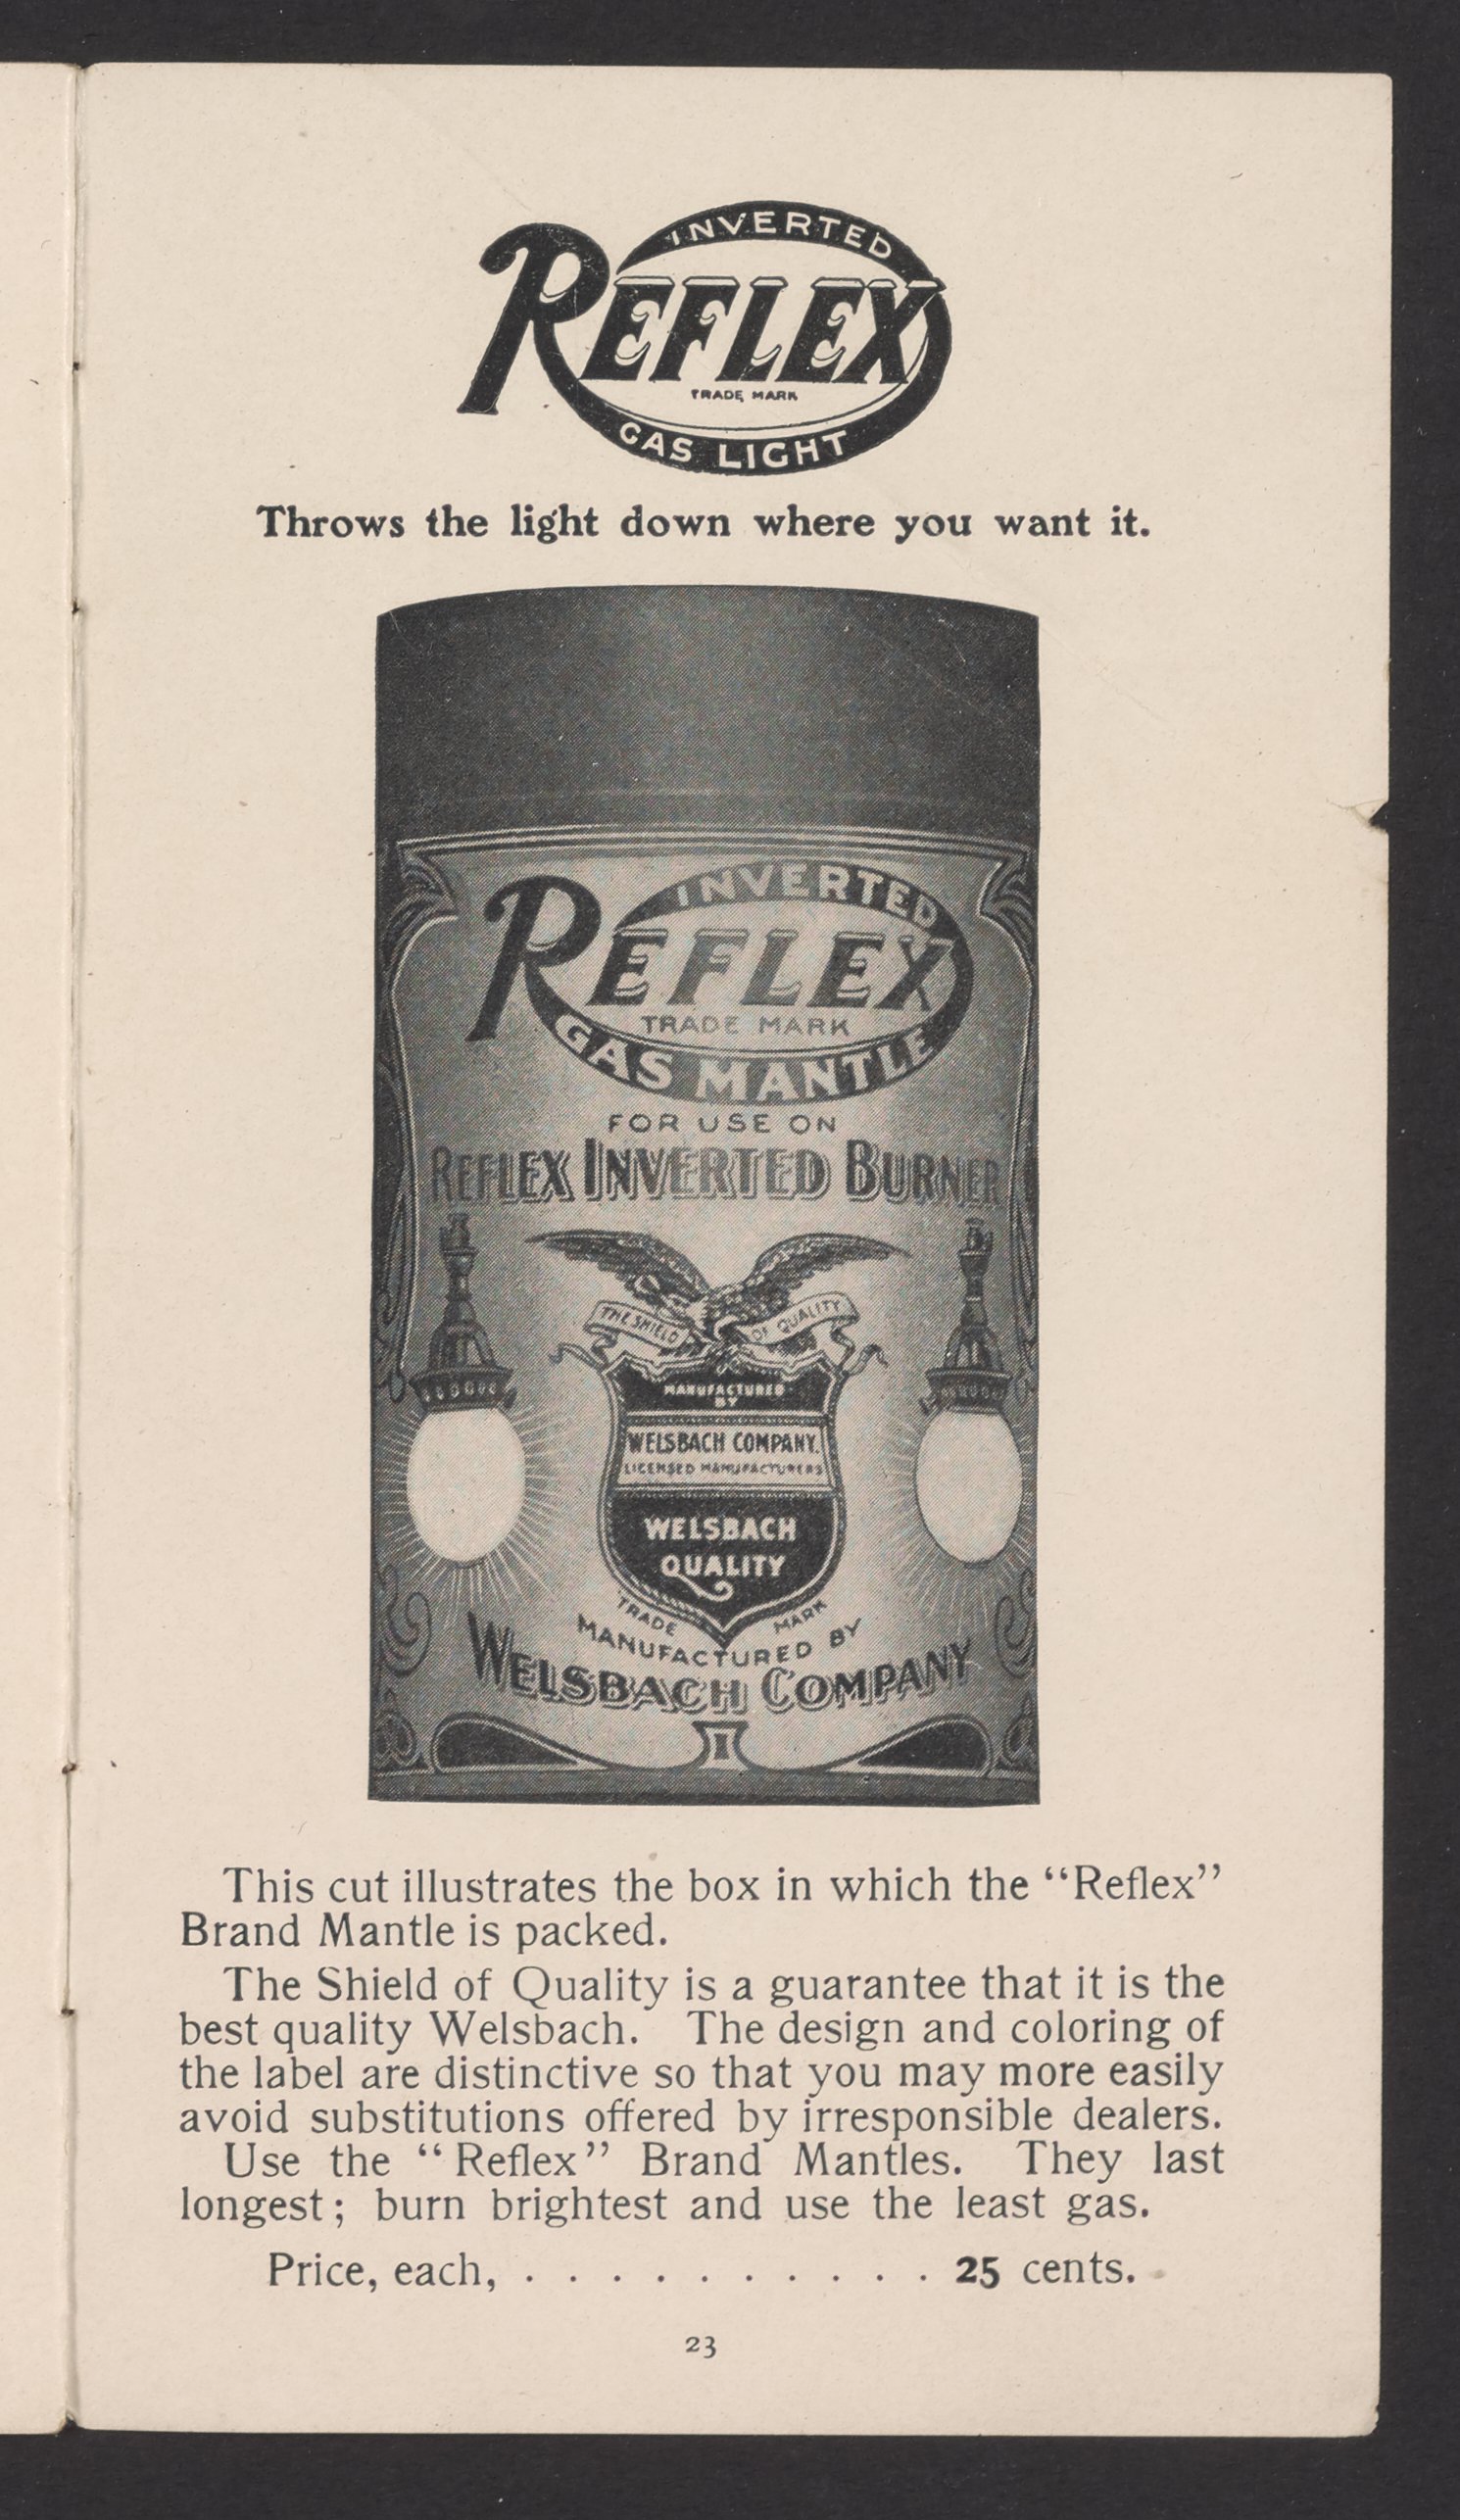 INVERTED
REFLEX
TRADE MARK
GAS LIGHT
Throws the light down where you want it.
INVERTED
REFLEX
TRADE MARK
GAS MANTLE
FOR USE ON
REFLEX INVERTED BURNER
THE SHIELD OF QUALITY
MANUFACTURED
BY
WELSBACH COMPANY.
LICENSED MANUFACTURERS
WELSBACH
QUALITY
TRADE MARK
MANUFACTURED BY
WELSBACH COMPANY
This cut illustrates the box in which the “Reflex”
Brand Mantle is packed.
The Shield of Quality is a guarantee that it is the
best quality Welsbach. The design and coloring of
the label are distinctive so that you may more easily
avoid substitutions offered by irresponsible dealers.
Use the “Reflex” Brand Mantles. They last
longest; burn brightest and use the least gas.
Price, each, . . . . . . . . . . 25 cents.
23